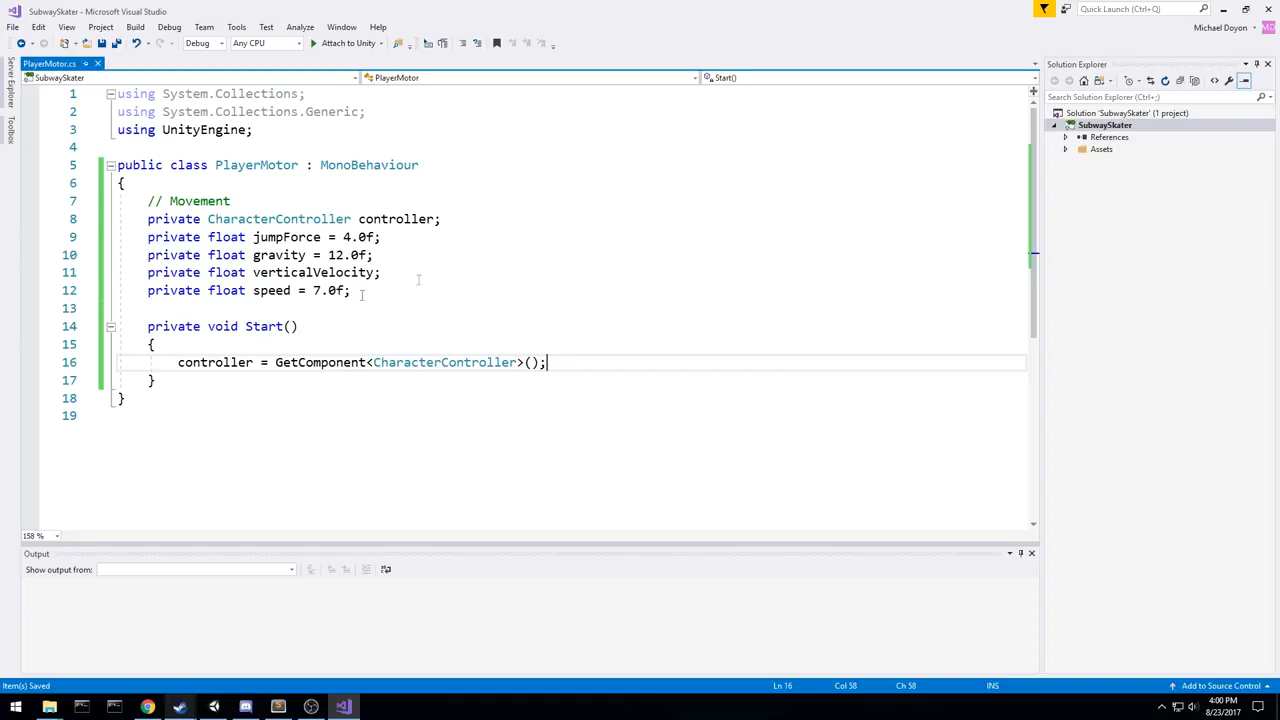 SubwaySkater - Microsoft Visual Studio
Quick Launch (Ctrl+Q)
File Edit View Project Build Debug Team Tools Test Analyze Window Help
Michael Doyon
MD
Debug Any CPU Attach to Unity
PlayerMotor.cs
Solution Explorer
SubwaySkater PlayerMotor Start()
Search Solution Explorer (Ctrl+;)
Solution 'SubwaySkater' (1 project)
SubwaySkater
References
Assets
Server Explorer
Toolbox
1 using System.Collections;
2 using System.Collections.Generic;
3 using UnityEngine;
4
5 public class PlayerMotor : MonoBehaviour
6 {
7 // Movement
8 private CharacterController controller;
9 private float jumpForce = 4.0f;
10 private float gravity = 12.0f;
11 private float verticalVelocity;
12 private float speed = 7.0f;
13
14 private void Start()
15 {
16 controller = GetComponent<CharacterController>();
17 }
18 }
19
158 %
Output
Show output from:
Item(s) Saved Ln 16 Col 58 Ch 58 INS Add to Source Control
4:00 PM
8/23/2017